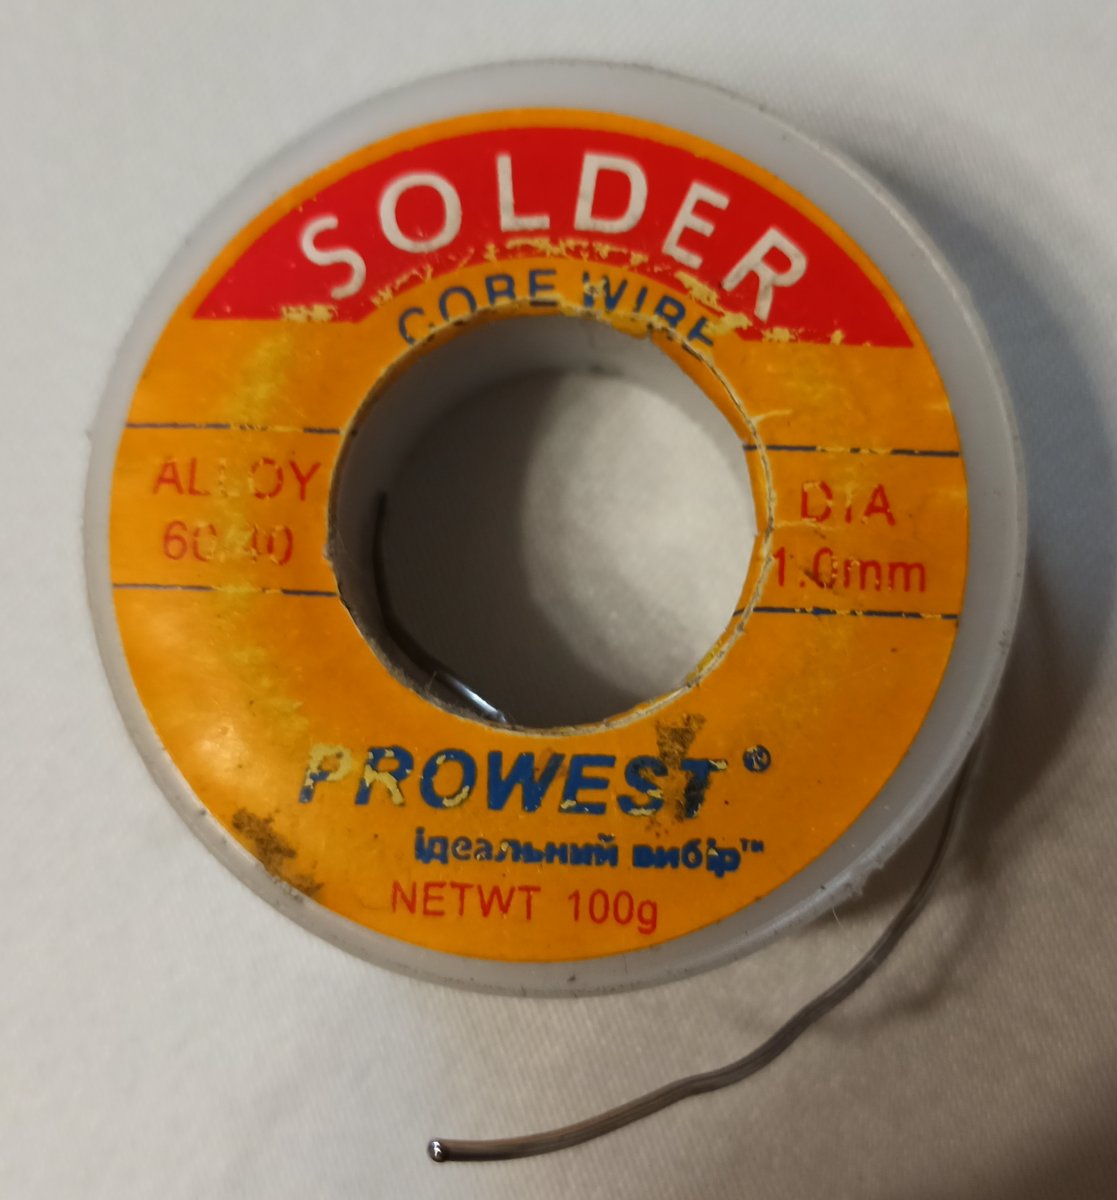 SOLDER
CORE WIRE
ALLOY
60/40
DIA
1.0mm
PROWEST®
ідеальний вибір™
NETWT 100g